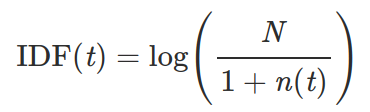 IDF(t) = log(N / (1 + n(t)))